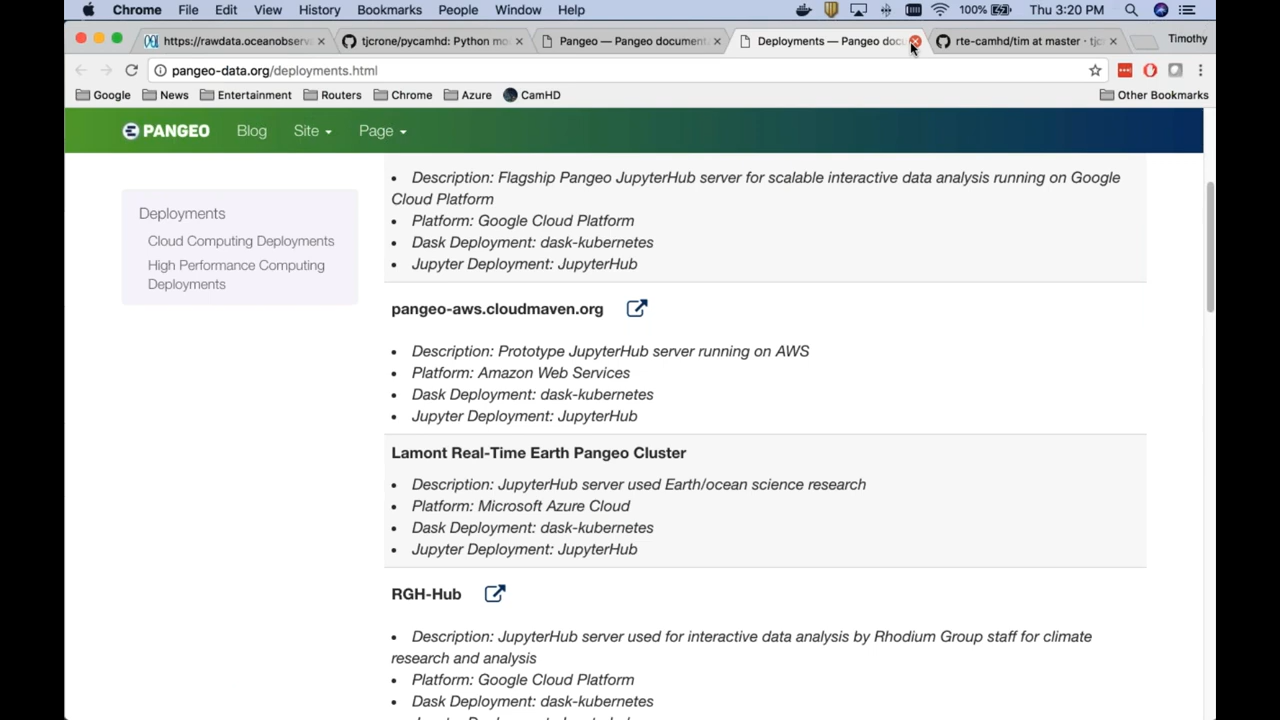 Chrome File Edit View History Bookmarks People Window Help 100% Thu 3:20 PM
https://rawdata.oceanobserv tjcrone/pycamhd: Python mo Pangeo — Pangeo document Deployments — Pangeo docu rte-camhd/tim at master · tjcr Timothy
pangeo-data.org/deployments.html
Google News Entertainment Routers Chrome Azure CamHD Other Bookmarks
PANGEO Blog Site Page
Deployments
Cloud Computing Deployments
High Performance Computing
Deployments
• Description: Flagship Pangeo JupyterHub server for scalable interactive data analysis running on Google
Cloud Platform
• Platform: Google Cloud Platform
• Dask Deployment: dask-kubernetes
• Jupyter Deployment: JupyterHub
pangeo-aws.cloudmaven.org
• Description: Prototype JupyterHub server running on AWS
• Platform: Amazon Web Services
• Dask Deployment: dask-kubernetes
• Jupyter Deployment: JupyterHub
Lamont Real-Time Earth Pangeo Cluster
• Description: JupyterHub server used Earth/ocean science research
• Platform: Microsoft Azure Cloud
• Dask Deployment: dask-kubernetes
• Jupyter Deployment: JupyterHub
RGH-Hub
• Description: JupyterHub server used for interactive data analysis by Rhodium Group staff for climate
research and analysis
• Platform: Google Cloud Platform
• Dask Deployment: dask-kubernetes